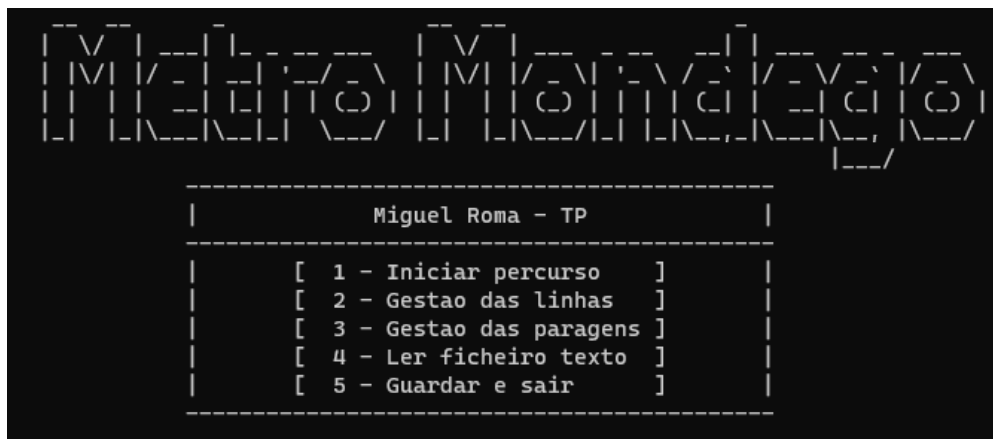 Metro Mondego
Miguel Roma - TP
[ 1 - Iniciar percurso ]
[ 2 - Gestao das linhas ]
[ 3 - Gestao das paragens ]
[ 4 - Ler ficheiro texto ]
[ 5 - Guardar e sair ]